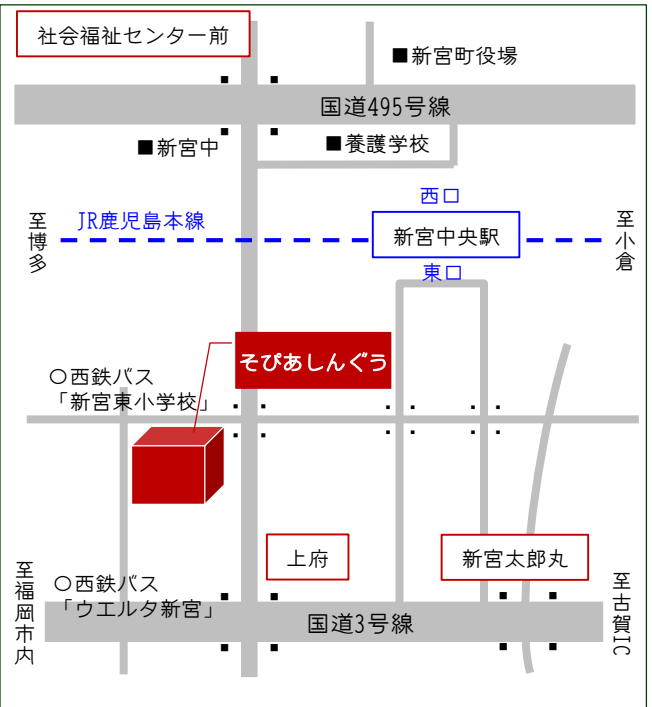 社会福祉センター前
■新宮町役場
国道495号線
■新宮中
■養護学校
西口
JR鹿児島本線
至博多
新宮中央駅
至小倉
東口
そぴあしんぐう
○西鉄バス
「新宮東小学校」
上府
新宮太郎丸
至福岡市内
○西鉄バス
「ウエルタ新宮」
国道3号線
至古賀IC